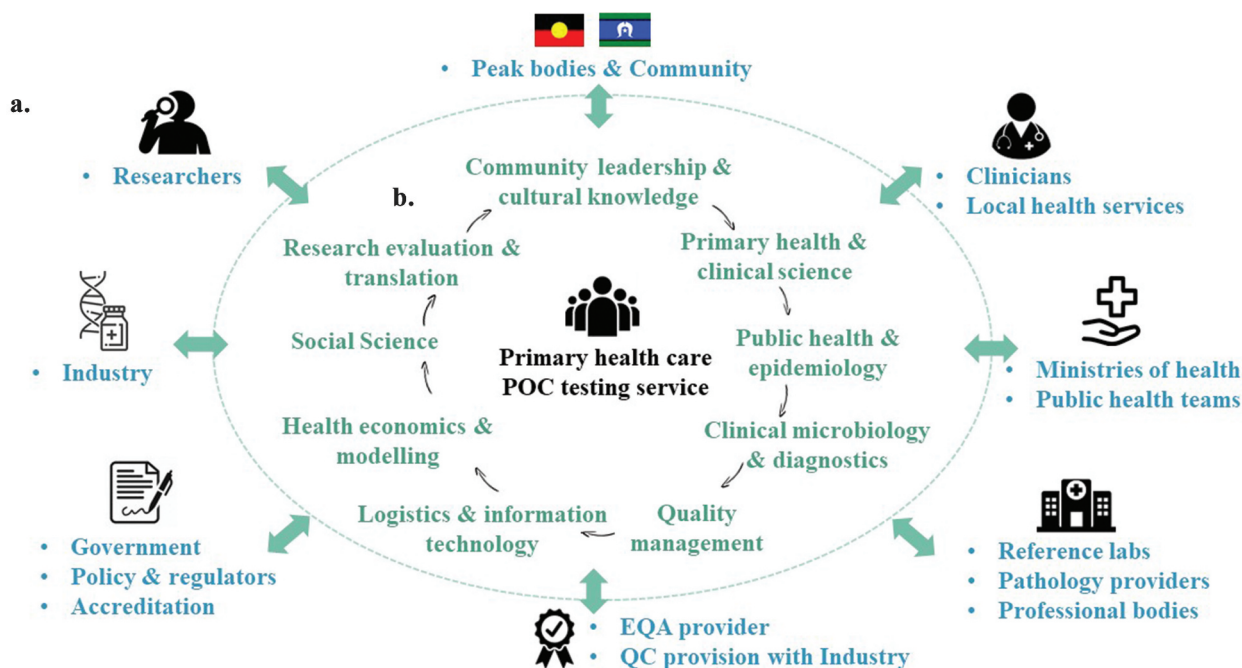 • Peak bodies & Community
a.
• Researchers
• Clinicians
• Local health services
b.
Community leadership &
cultural knowledge
Research evaluation &
translation
Primary health &
clinical science
Social Science
Primary health care
POC testing service
Public health &
epidemiology
• Industry
• Ministries of health
• Public health teams
Health economics &
modelling
Clinical microbiology
& diagnostics
Logistics & information
technology
Quality
management
• Government
• Policy & regulators
• Accreditation
• Reference labs
• Pathology providers
• Professional bodies
• EQA provider
• QC provision with Industry